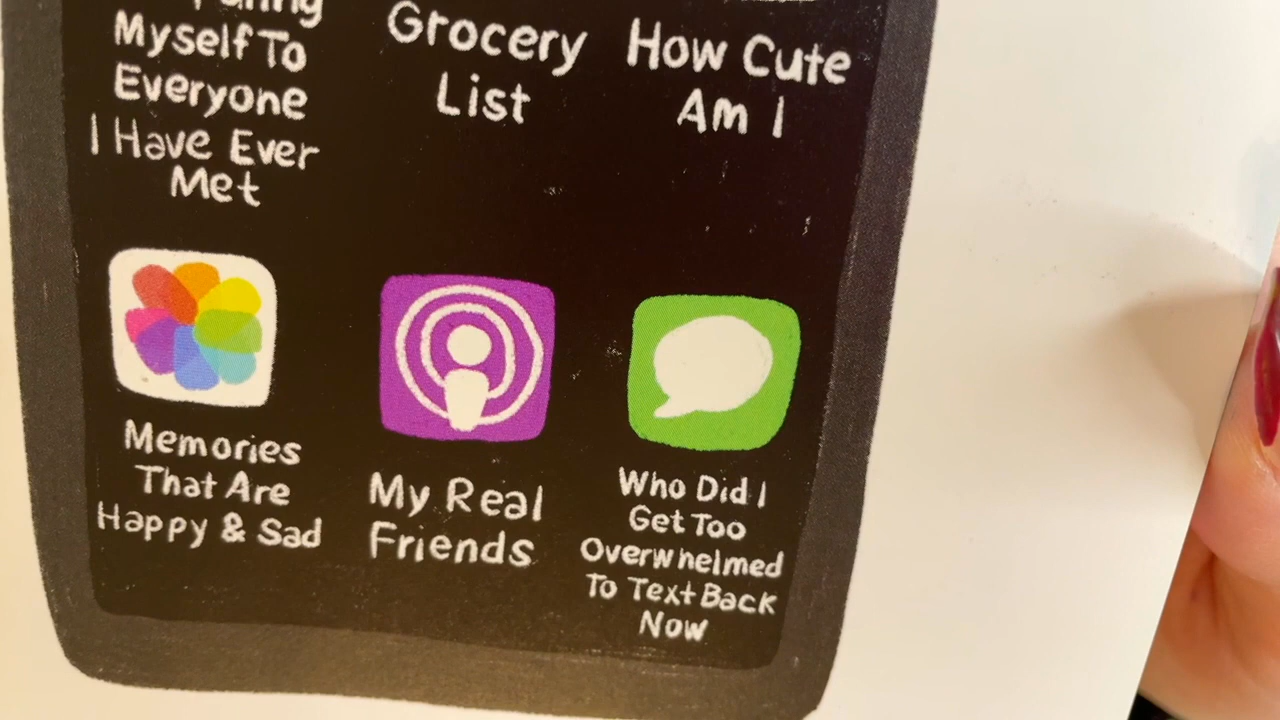 Myself To
Everyone
I Have Ever
Met
Grocery
List
How Cute
Am I
Memories
That Are
Happy & Sad
My Real
Friends
Who Did I
Get Too
Overwhelmed
To Text Back
Now